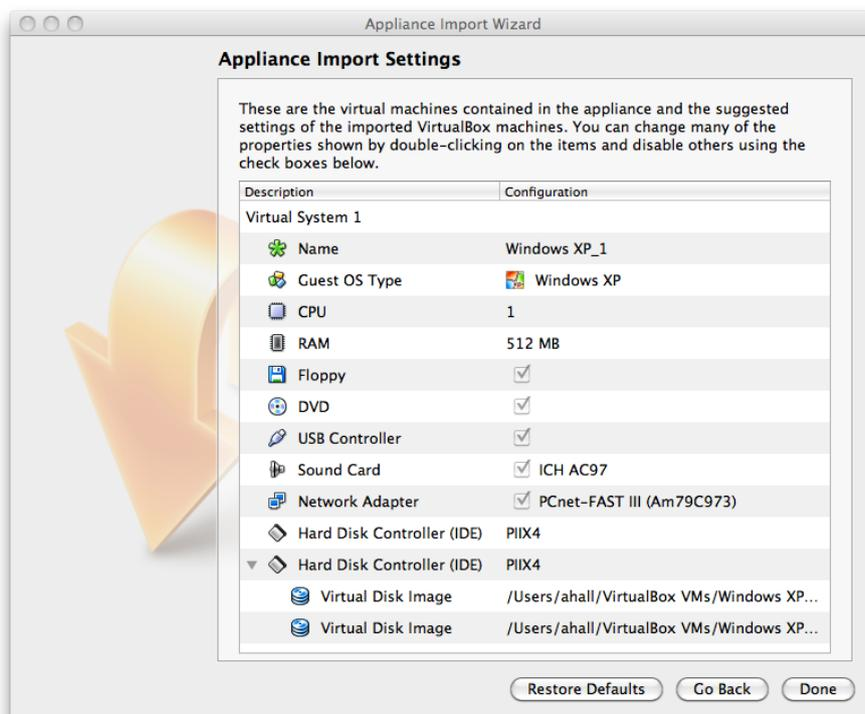 Appliance Import Wizard
Appliance Import Settings
These are the virtual machines contained in the appliance and the suggested
settings of the imported VirtualBox machines. You can change many of the
properties shown by double-clicking on the items and disable others using the
check boxes below.
Description Configuration
Virtual System 1
Name Windows XP_1
Guest OS Type Windows XP
CPU 1
RAM 512 MB
Floppy
DVD
USB Controller
Sound Card ICH AC97
Network Adapter PCnet-FAST III (Am79C973)
Hard Disk Controller (IDE) PIIX4
Hard Disk Controller (IDE) PIIX4
Virtual Disk Image /Users/ahall/VirtualBox VMs/Windows XP...
Virtual Disk Image /Users/ahall/VirtualBox VMs/Windows XP...
Restore Defaults Go Back Done